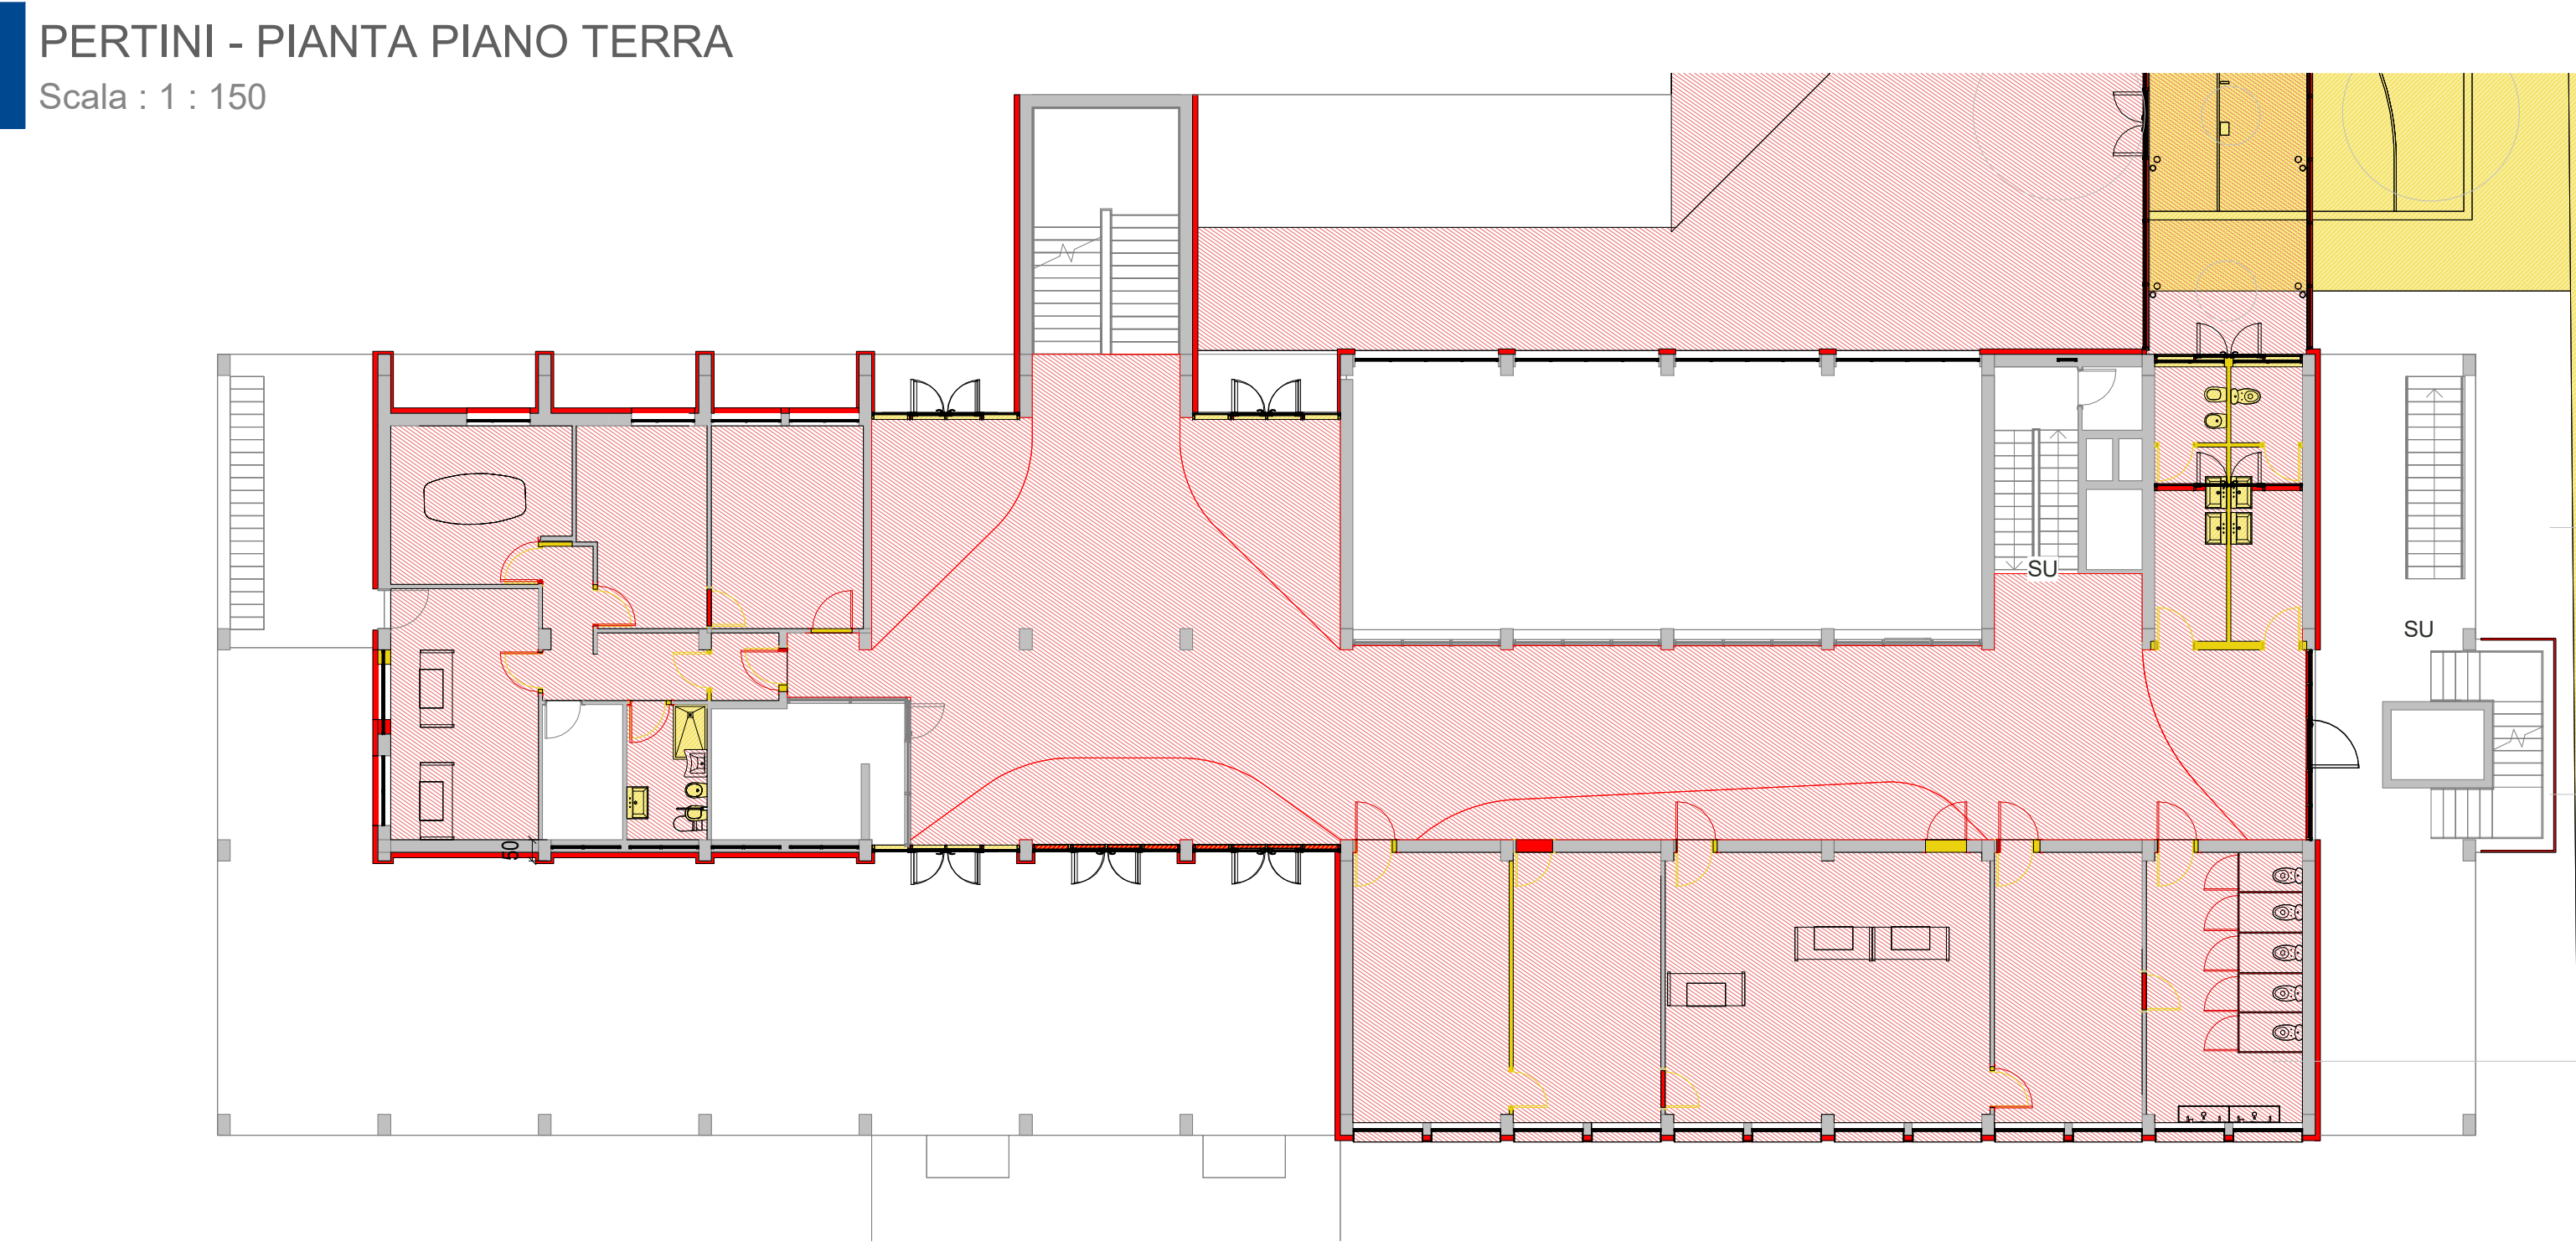 PERTINI - PIANTA PIANO TERRA
Scala : 1 : 150
SU
SU
50